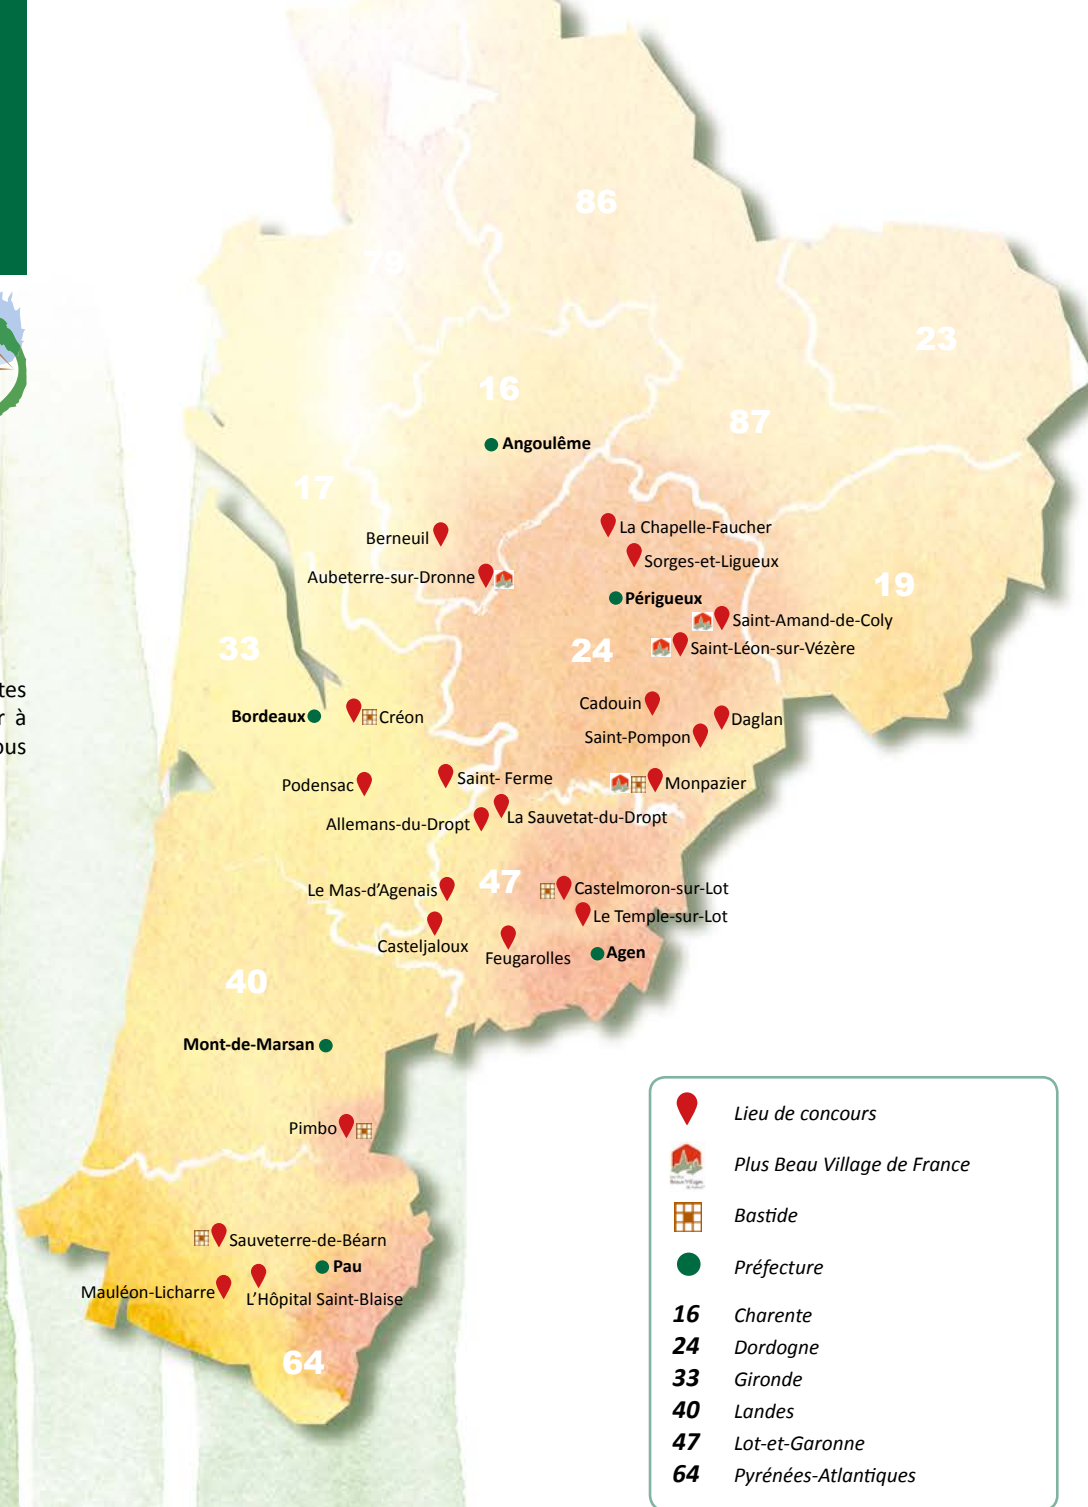 86
79
23
16
87
Angoulême
17
La Chapelle-Faucher
Berneuil
Sorges-et-Ligueux
Aubeterre-sur-Dronne
19
Périgueux
Saint-Amand-de-Coly
33
24
Saint-Léon-sur-Vézère
tes
r à
ous
Cadouin
Bordeaux
Créon
Daglan
Saint-Pompon
Saint- Ferme
Podensac
Monpazier
La Sauvetat-du-Dropt
Allemans-du-Dropt
47
Le Mas-d'Agenais
Castelmoron-sur-Lot
Le Temple-sur-Lot
Casteljaloux
Feugarolles
Agen
40
Mont-de-Marsan
Pimbo
Sauveterre-de-Béarn
Pau
Mauléon-Licharre
L'Hôpital Saint-Blaise
64
Lieu de concours
Plus Beau Village de France
Bastide
Préfecture
16 Charente
24 Dordogne
33 Gironde
40 Landes
47 Lot-et-Garonne
64 Pyrénées-Atlantiques